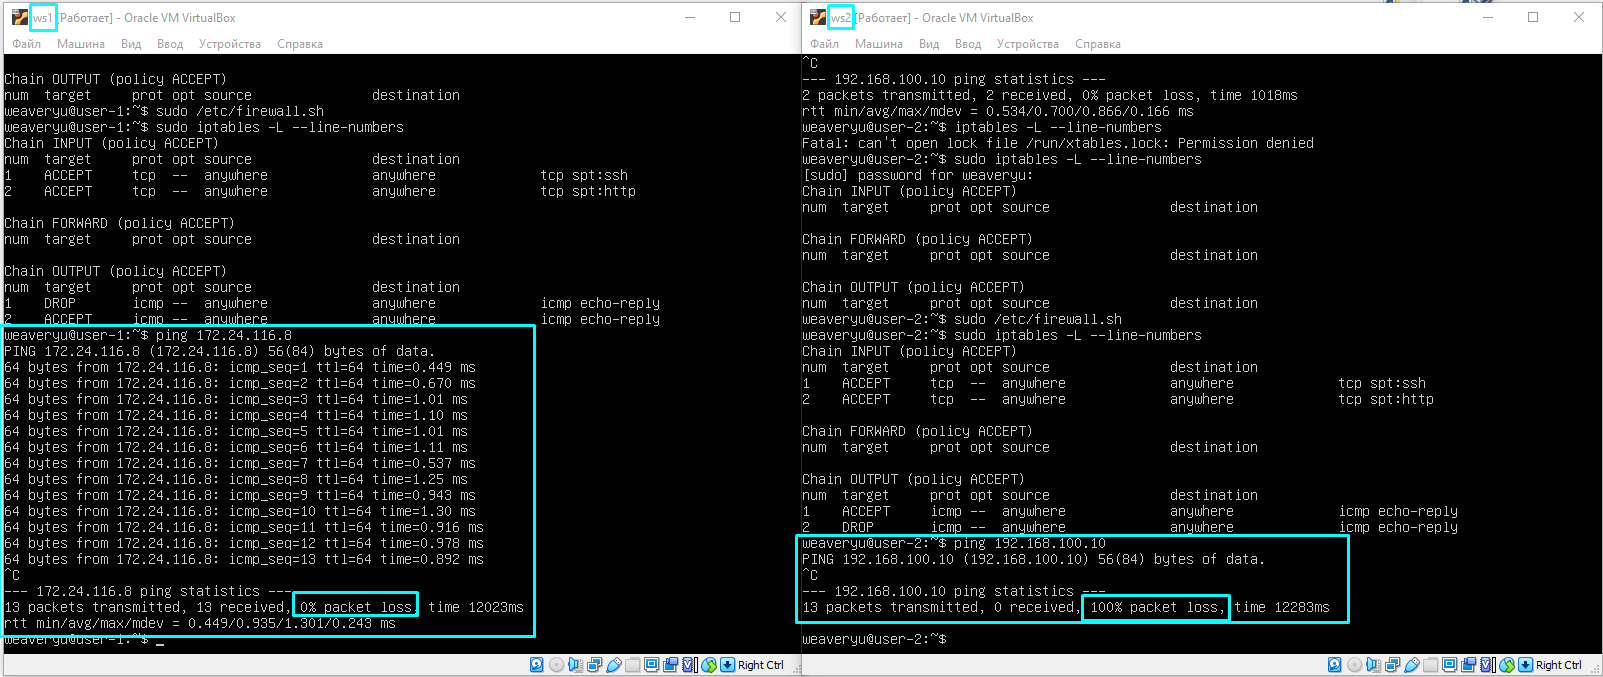 ws1 [Работает] - Oracle VM VirtualBox
Файл Машина Вид Ввод Устройства Справка
Chain OUTPUT (policy ACCEPT)
num target prot opt source destination
weaveryu@user-1:~$ sudo /etc/firewall.sh
weaveryu@user-1:~$ sudo iptables -L --line-numbers
Chain INPUT (policy ACCEPT)
num target prot opt source destination
1 ACCEPT tcp -- anywhere anywhere tcp spt:ssh
2 ACCEPT tcp -- anywhere anywhere tcp spt:http
Chain FORWARD (policy ACCEPT)
num target prot opt source destination
Chain OUTPUT (policy ACCEPT)
num target prot opt source destination
1 DROP icmp -- anywhere anywhere icmp echo-reply
2 ACCEPT icmp -- anywhere anywhere icmp echo-reply
weaveryu@user-1:~$ ping 172.24.116.8
PING 172.24.116.8 (172.24.116.8) 56(84) bytes of data.
64 bytes from 172.24.116.8: icmp_seq=1 ttl=64 time=0.449 ms
64 bytes from 172.24.116.8: icmp_seq=2 ttl=64 time=0.670 ms
64 bytes from 172.24.116.8: icmp_seq=3 ttl=64 time=1.01 ms
64 bytes from 172.24.116.8: icmp_seq=4 ttl=64 time=1.10 ms
64 bytes from 172.24.116.8: icmp_seq=5 ttl=64 time=1.01 ms
64 bytes from 172.24.116.8: icmp_seq=6 ttl=64 time=1.11 ms
64 bytes from 172.24.116.8: icmp_seq=7 ttl=64 time=0.537 ms
64 bytes from 172.24.116.8: icmp_seq=8 ttl=64 time=1.25 ms
64 bytes from 172.24.116.8: icmp_seq=9 ttl=64 time=0.943 ms
64 bytes from 172.24.116.8: icmp_seq=10 ttl=64 time=1.30 ms
64 bytes from 172.24.116.8: icmp_seq=11 ttl=64 time=0.916 ms
64 bytes from 172.24.116.8: icmp_seq=12 ttl=64 time=0.978 ms
64 bytes from 172.24.116.8: icmp_seq=13 ttl=64 time=0.892 ms
^C
--- 172.24.116.8 ping statistics ---
13 packets transmitted, 13 received, 0% packet loss, time 12023ms
rtt min/avg/max/mdev = 0.449/0.935/1.301/0.243 ms
weaveryu@user-1:~$ _
Right Ctrl
ws2 [Работает] - Oracle VM VirtualBox
Файл Машина Вид Ввод Устройства Справка
^C
--- 192.168.100.10 ping statistics ---
2 packets transmitted, 2 received, 0% packet loss, time 1018ms
rtt min/avg/max/mdev = 0.534/0.700/0.866/0.166 ms
weaveryu@user-2:~$ iptables -L --line-numbers
Fatal: can't open lock file /run/xtables.lock: Permission denied
weaveryu@user-2:~$ sudo iptables -L --line-numbers
[sudo] password for weaveryu:
Chain INPUT (policy ACCEPT)
num target prot opt source destination
Chain FORWARD (policy ACCEPT)
num target prot opt source destination
Chain OUTPUT (policy ACCEPT)
num target prot opt source destination
weaveryu@user-2:~$ sudo /etc/firewall.sh
weaveryu@user-2:~$ sudo iptables -L --line-numbers
Chain INPUT (policy ACCEPT)
num target prot opt source destination
1 ACCEPT tcp -- anywhere anywhere tcp spt:ssh
2 ACCEPT tcp -- anywhere anywhere tcp spt:http
Chain FORWARD (policy ACCEPT)
num target prot opt source destination
Chain OUTPUT (policy ACCEPT)
num target prot opt source destination
1 ACCEPT icmp -- anywhere anywhere icmp echo-reply
2 DROP icmp -- anywhere anywhere icmp echo-reply
weaveryu@user-2:~$ ping 192.168.100.10
PING 192.168.100.10 (192.168.100.10) 56(84) bytes of data.
^C
--- 192.168.100.10 ping statistics ---
13 packets transmitted, 0 received, 100% packet loss, time 12283ms
weaveryu@user-2:~$
Right Ctrl